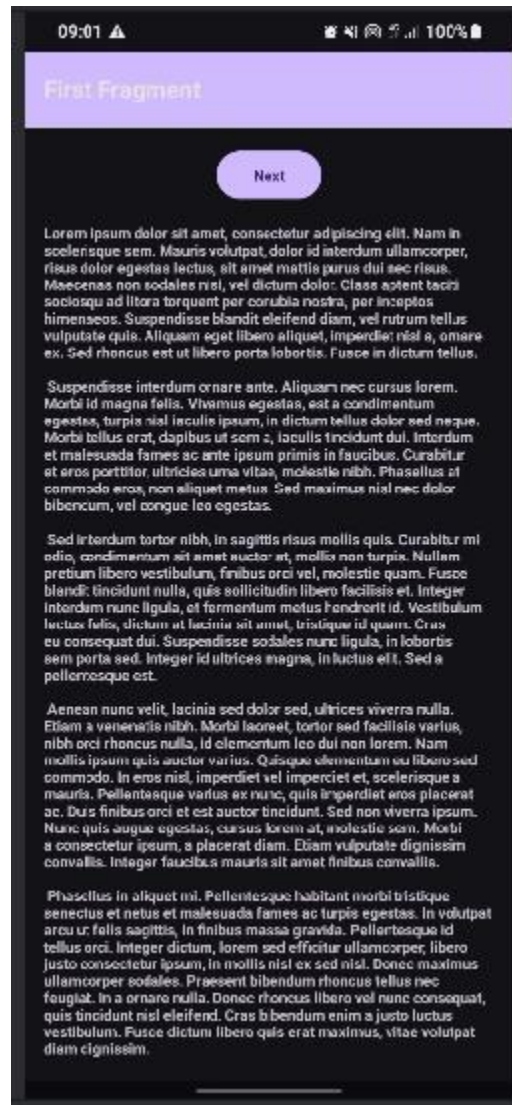 09:01
100%
First Fragment
Next
Lorem ipsum dolor sit amet, consectetur adipiscing elit. Nam in
scelerisque sem. Mauris volutpat, dolor id interdum ullamcorper,
risus dolor egestas lectus, sit amet mattis purus dui nec risus.
Maecenas non sodales nisi, vel dictum dolor. Class aptent taciti
sociosqu ad litora torquent per conubia nostra, per inceptos
himenaeos. Suspendisse blandit eleifend diam, vel rutrum tellus
vulputate quis. Aliquam eget libero aliquet, imperdiet nisl a, ornare
ex. Sed rhoncus est ut libero porta lobortis. Fusce in dictum tellus.
Suspendisse interdum ornare ante. Aliquam nec cursus lorem.
Morbi id magna felis. Vivamus egestas, est a condimentum
egestas, turpis nisl iaculis ipsum, in dictum tellus dolor sed neque.
Morbi tellus erat, dapibus ut sem a, iaculis tincidunt dui. Interdum
et malesuada fames ac ante ipsum primis in faucibus. Curabitur
et eros porttitor, ultricies urna vitae, molestie nibh. Phasellus at
commodo eros, non aliquet metus. Sed maximus nisl nec dolor
bibendum, vel congue leo egestas.
Sed interdum tortor nibh, in sagittis risus mollis quis. Curabitur mi
odio, condimentum sit amet auctor at, mollis non turpis. Nullam
pretium libero vestibulum, finibus orci vel, molestie quam. Fusce
blandit tincidunt nulla, quis sollicitudin libero facilisis et. Integer
interdum nunc ligula, et fermentum metus hendrerit id. Vestibulum
lectus felis, dictum at lacinia sit amet, tristique id quam. Cras
eu consequat dui. Suspendisse sodales nunc ligula, in lobortis
sem porta sed. Integer id ultrices magna, in luctus elit. Sed a
pellentesque est.
Aenean nunc velit, lacinia sed dolor sed, ultrices viverra nulla.
Etiam a venenatis nibh. Morbi laoreet, tortor sed facilisis varius,
nibh orci rhoncus nulla, id elementum leo dui non lorem. Nam
mollis ipsum quis auctor varius. Quisque elementum eu libero sed
commodo. In eros nisl, imperdiet vel imperdiet et, scelerisque a
mauris. Pellentesque varius ex nunc, quis imperdiet eros placerat
ac. Duis finibus orci et est auctor tincidunt. Sed non viverra ipsum.
Nunc quis augue egestas, cursus lorem at, molestie sem. Morbi
a consectetur ipsum, a placerat diam. Etiam vulputate dignissim
convallis. Integer faucibus mauris sit amet finibus convallis.
Phasellus in aliquet mi. Pellentesque habitant morbi tristique
senectus et netus et malesuada fames ac turpis egestas. In volutpat
arcu ut felis sagittis, in finibus massa gravida. Pellentesque id
tellus orci. Integer dictum, lorem sed efficitur ullamcorper, libero
justo consectetur ipsum, in mollis nisl ex sed nisl. Donec maximus
ullamcorper sodales. Praesent bibendum rhoncus tellus nec
feugiat. In a ornare nulla. Donec rhoncus libero vel nunc consequat,
quis tincidunt nisl eleifend. Cras bibendum enim a justo luctus
vestibulum. Fusce dictum libero quis erat maximus, vitae volutpat
diam dignissim.